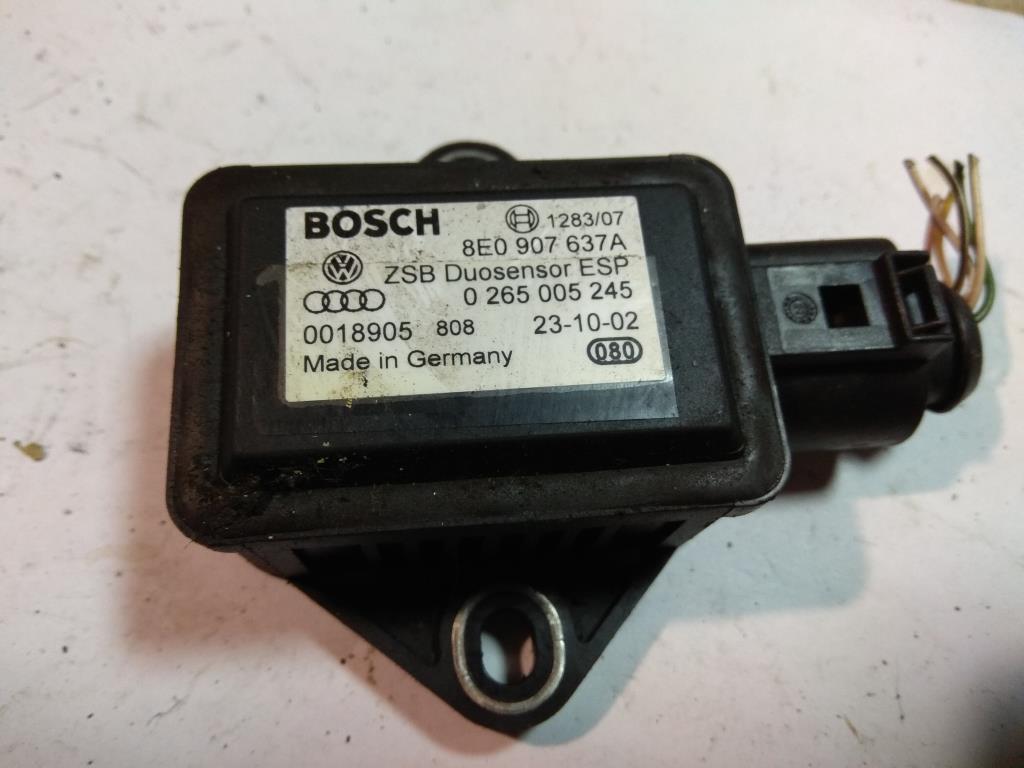 BOSCH 1283/07
8E0 907 637A
ZSB Duosensor ESP
0 265 005 245
0018905 808 23-10-02
Made in Germany 080